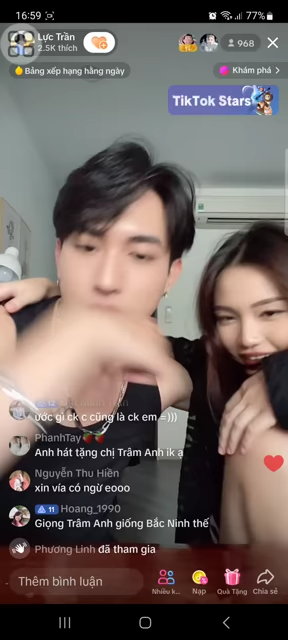 16:59
77%
Lực Trần
2.5K thích
968
Bảng xếp hạng hằng ngày
Khám phá >
TikTok Stars
ước gì ck c cũng là ck em =)))
PhanhTay
Anh hát tặng chị Trâm Anh ik ạ
Nguyễn Thu Hiền
xin vía có ngừ eooo
11 Hoang_1990
Giọng Trâm Anh giống Bắc Ninh thế
Phương Linh đã tham gia
Thêm bình luận
Nhiều k...
Nạp
Quà Tặng
Chia sẻ